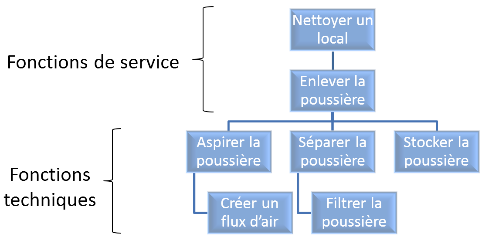 Nettoyer un
local
Fonctions de service
Enlever la
poussière
Aspirer la
poussière
Séparer la
poussière
Stocker la
poussière
Fonctions
techniques
Créer un
flux d'air
Filtrer la
poussière